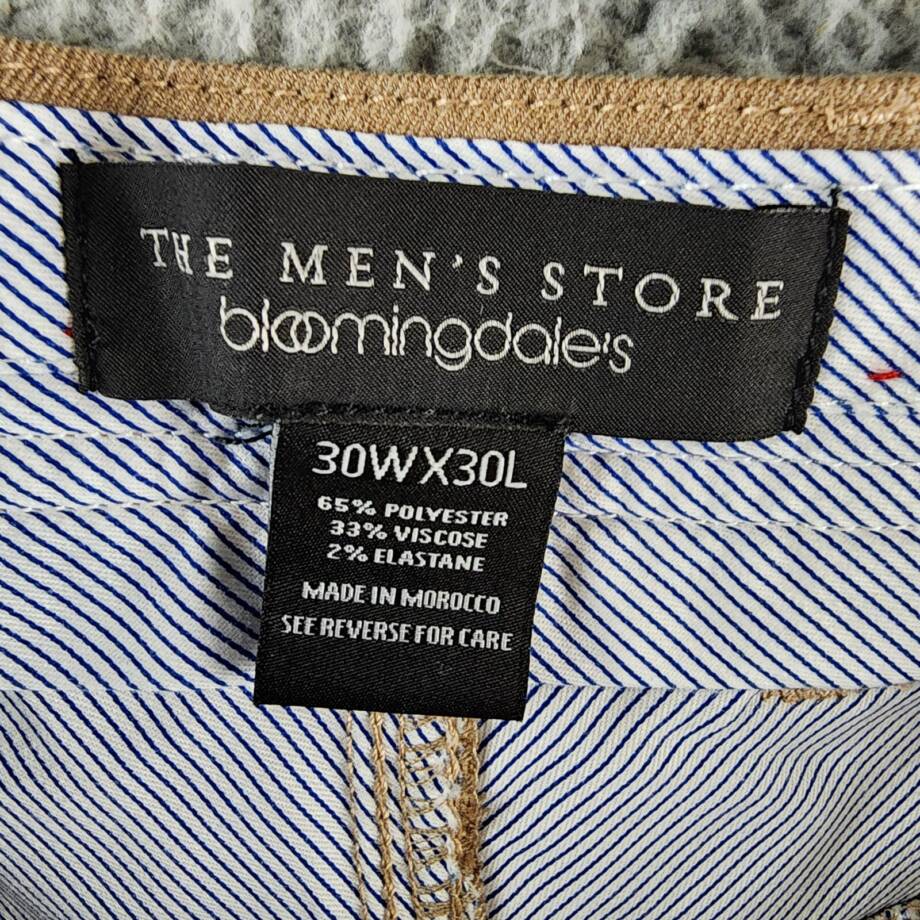 THE MEN'S STORE
bloomingdale's
30WX30L
65% POLYESTER
33% VISCOSE
2% ELASTANE
MADE IN MOROCCO
SEE REVERSE FOR CARE